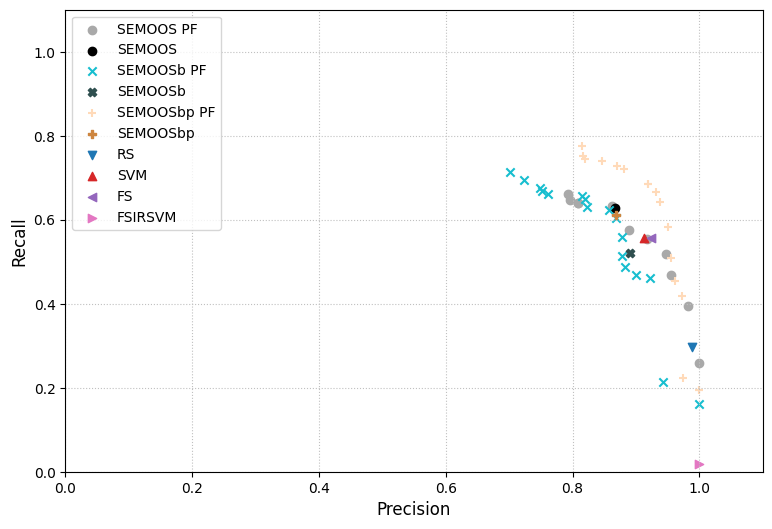 1.0
0.8
0.6
0.4
0.2
0.0
Recall
SEMOOS PF
SEMOOS
SEMOOSb PF
SEMOOSb
SEMOOSbp PF
SEMOOSbp
RS
SVM
FS
FSIRSVM
0.0 0.2 0.4 0.6 0.8 1.0
Precision